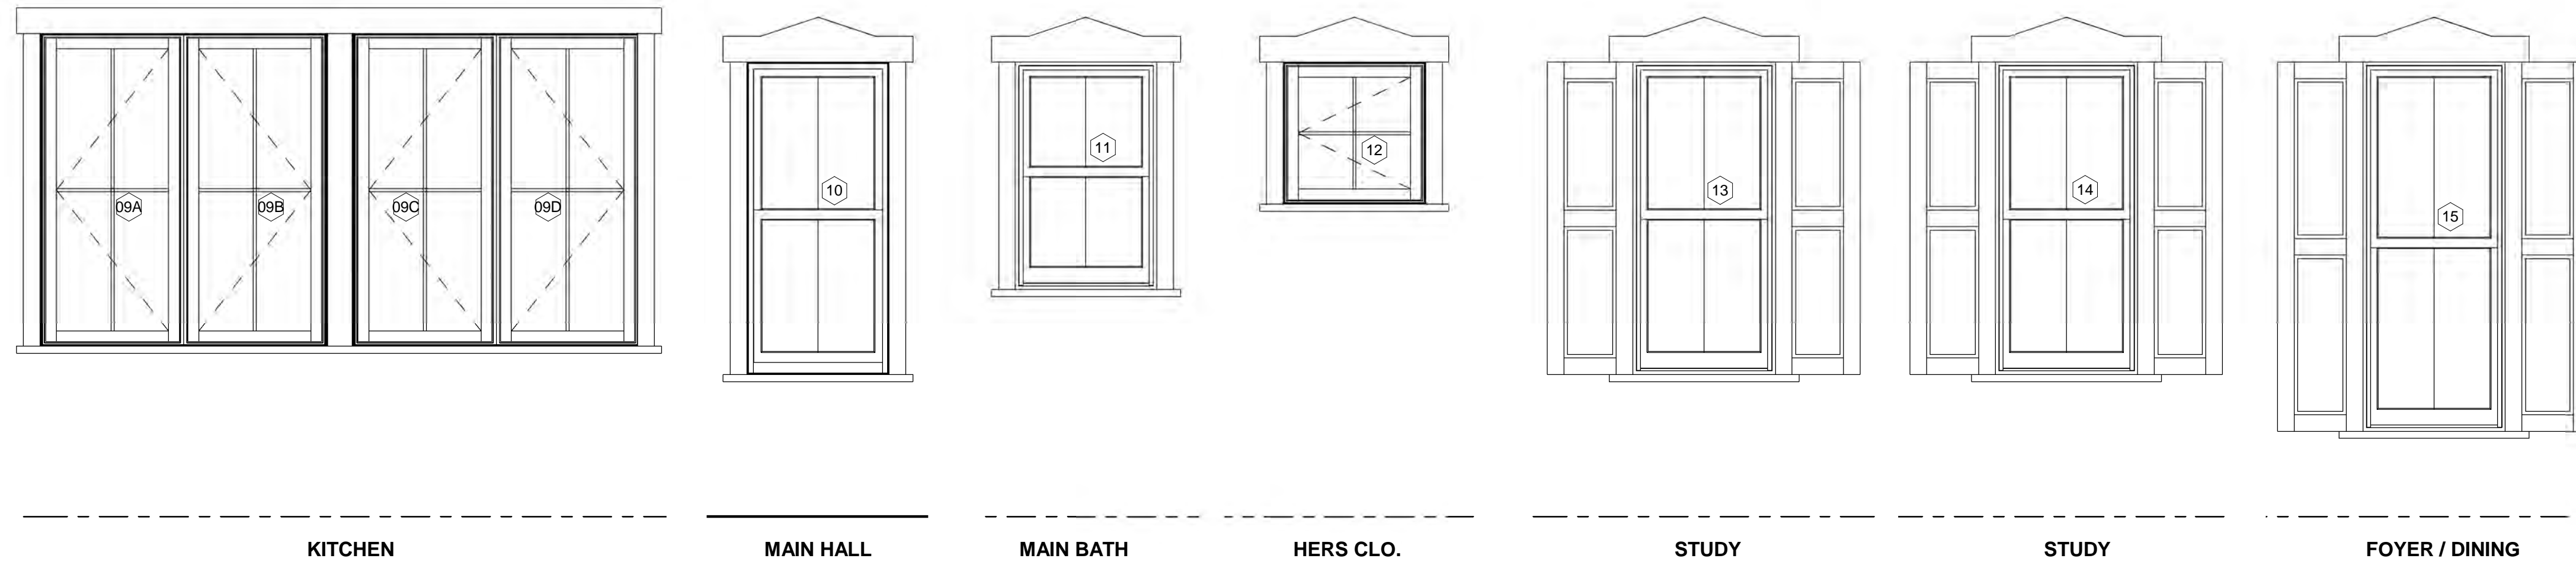 09A 09B 09C 09D 10 11 12 13 14 15
KITCHEN MAIN HALL MAIN BATH HERS CLO. STUDY STUDY FOYER / DINING